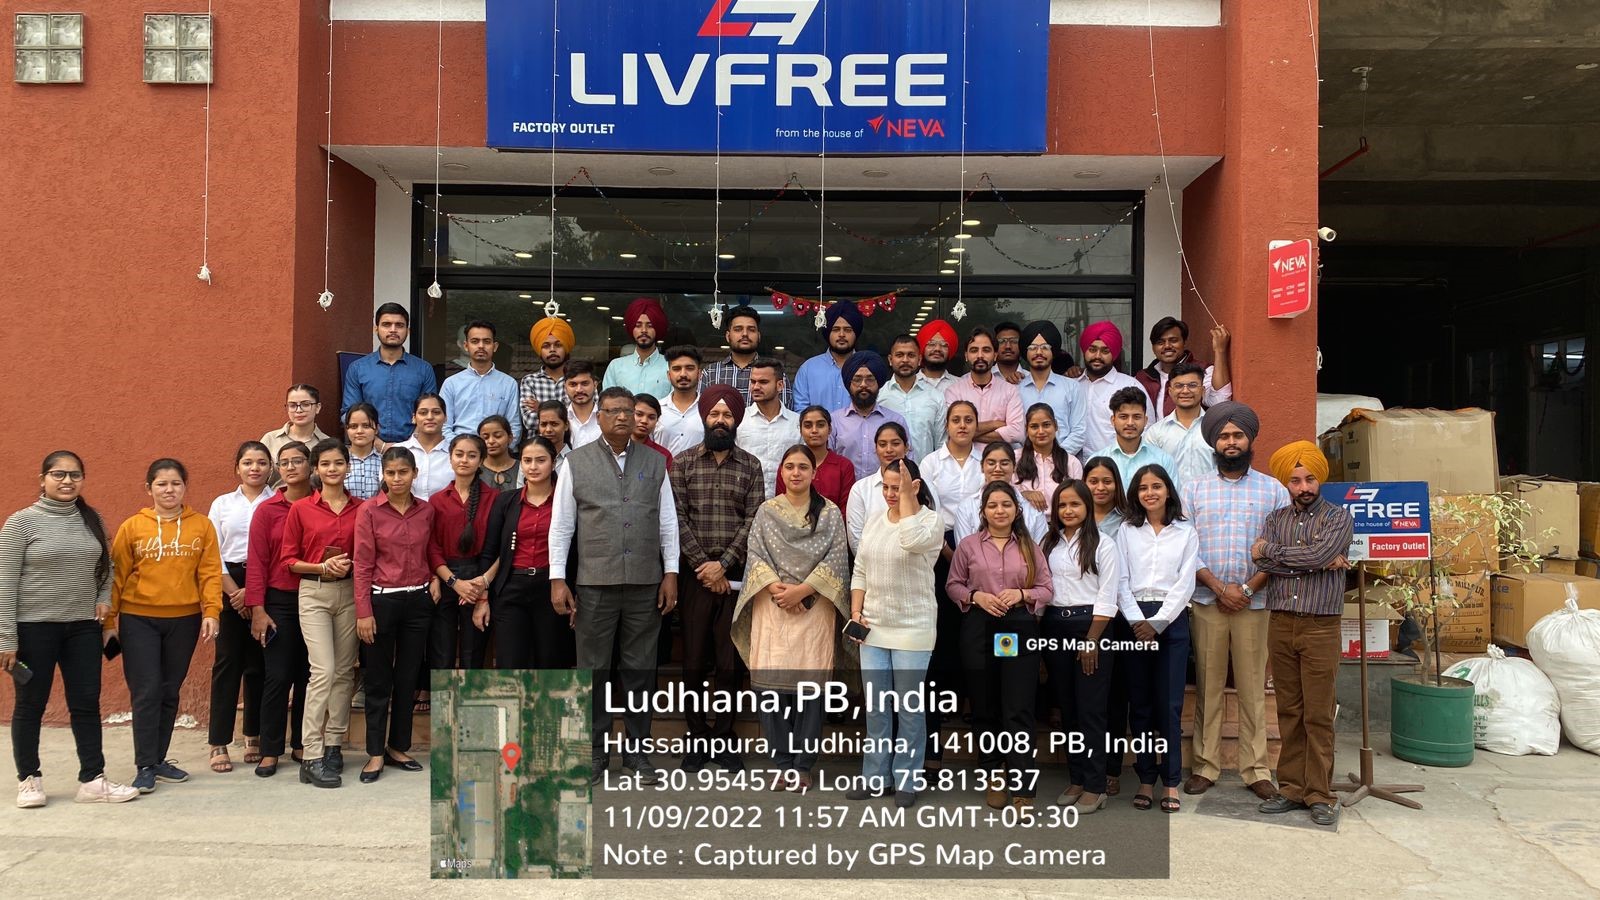 LIVFREE
FACTORY OUTLET
from the house of NEVA
NEVA
FREE
the house of NEVA
Factory Outlet
GPS Map Camera
Ludhiana,PB,India
Hussainpura, Ludhiana, 141008, PB, India
Lat 30.954579, Long 75.813537
11/09/2022 11:57 AM GMT+05:30
Note : Captured by GPS Map Camera
Maps